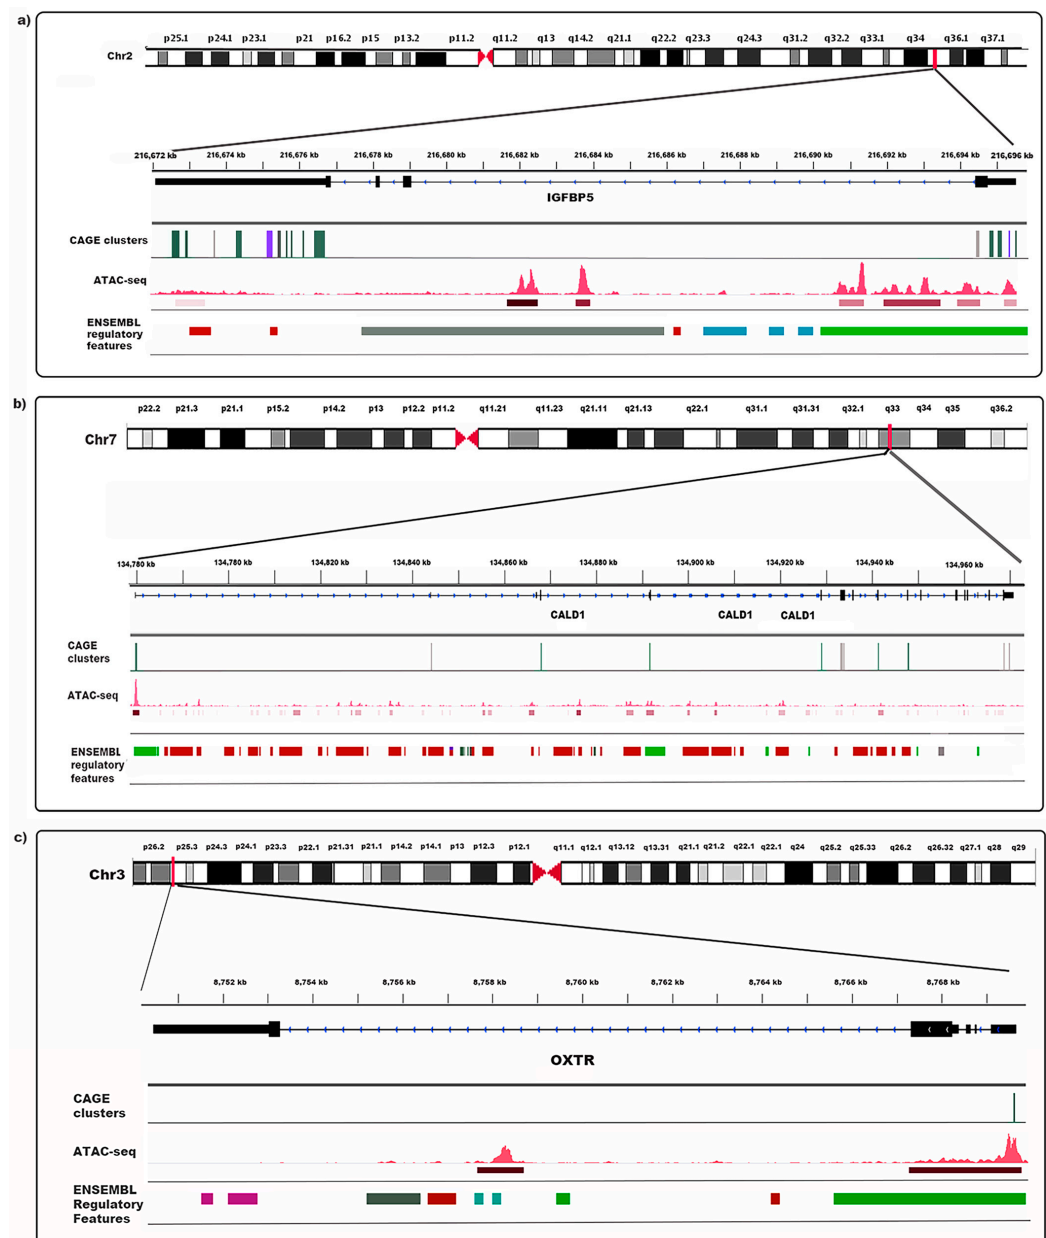 a)
p25.1 p24.1 p23.1 p21 p16.2 p15 p13.2 p11.2 q11.2 q13 q14.2 q21.1 q22.2 q23.3 q24.3 q31.2 q32.2 q33.1 q34 q36.1 q37.1
Chr2
216,672 kb 216,674 kb 216,676 kb 216,678 kb 216,680 kb 216,682 kb 216,684 kb 216,686 kb 216,688 kb 216,690 kb 216,692 kb 216,694 kb 216,696 kb
IGFBP5
CAGE clusters
ATAC-seq
ENSEMBL
regulatory
features
b)
p22.2 p21.3 p21.1 p15.2 p14.2 p13 p12.2 p11.2 q11.21 q11.23 q21.11 q21.13 q22.1 q31.1 q31.31 q32.1 q33 q34 q35 q36.2
Chr7
134,780 kb 134,780 kb 134,820 kb 134,840 kb 134,860 kb 134,880 kb 134,900 kb 134,920 kb 134,940 kb 134,960 kb
CALD1 CALD1 CALD1
CAGE
clusters
ATAC-seq
ENSEMBL
regulatory
features
c)
p26.2 p25.3 p24.3 p24.1 p23.3 p22.1 p21.31 p21.1 p14.2 p14.1 p13 p12.3 p12.1 q11.1 q12.1 q13.12 q13.31 q21.1 q21.2 q22.1 q22.1 q24 q25.2 q25.33 q26.2 q26.32 q27.1 q28 q29
Chr3
8,752 kb 8,754 kb 8,756 kb 8,758 kb 8,760 kb 8,762 kb 8,764 kb 8,766 kb 8,768 kb
OXTR
CAGE
clusters
ATAC-seq
ENSEMBL
Regulatory
Features